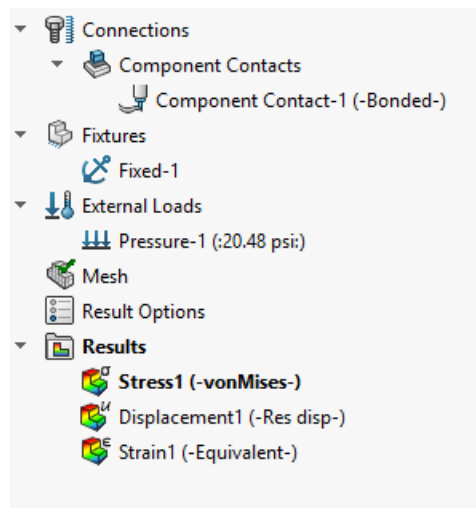 Connections
Component Contacts
Component Contact-1 (-Bonded-)
Fixtures
Fixed-1
External Loads
Pressure-1 (:20.48 psi:)
Mesh
Result Options
Results
σ
Stress1 (-vonMises-)
u
Displacement1 (-Res disp-)
ε
Strain1 (-Equivalent-)